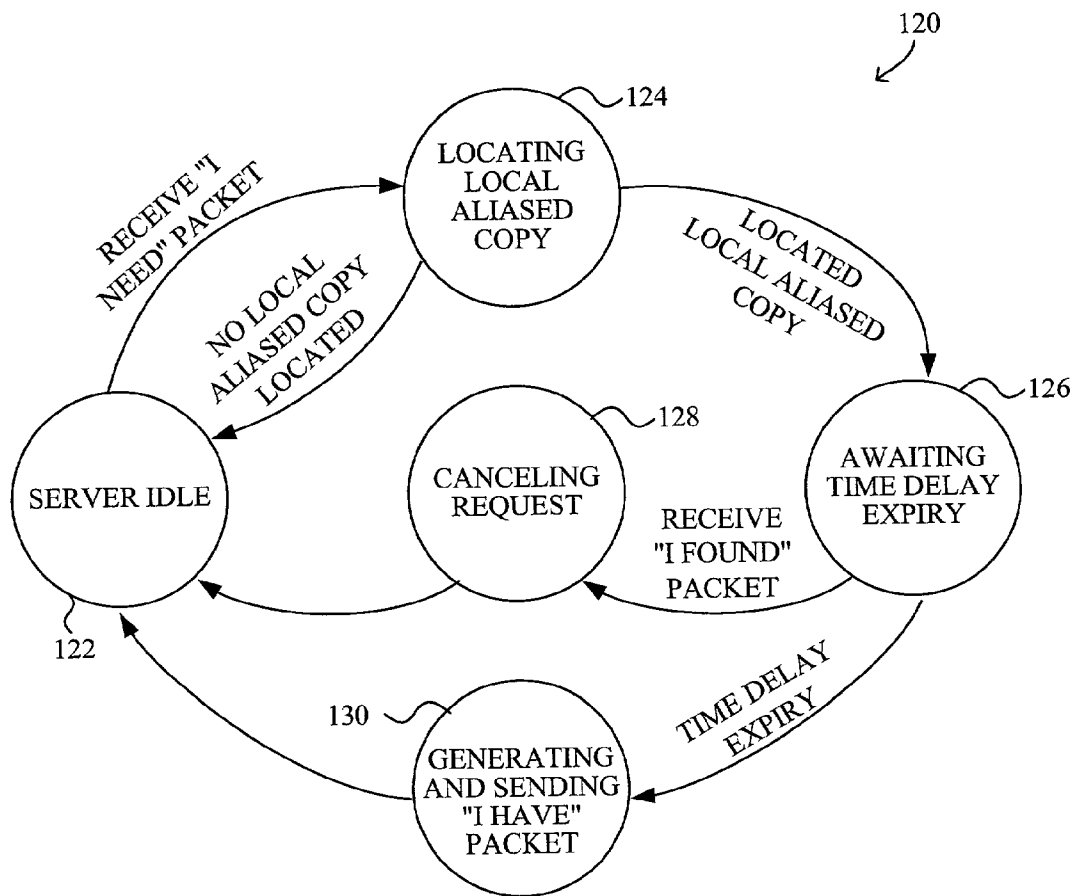 120
124
LOCATING
LOCAL
ALIASED
COPY
RECEIVE "I
NEED" PACKET
NO LOCAL
ALIASED COPY
LOCATED
LOCATED
LOCAL ALIASED
COPY
126
128
SERVER IDLE
CANCELING
REQUEST
AWAITING
TIME DELAY
EXPIRY
RECEIVE
"I FOUND"
PACKET
122
130
GENERATING
AND SENDING
"I HAVE"
PACKET
TIME DELAY
EXPIRY